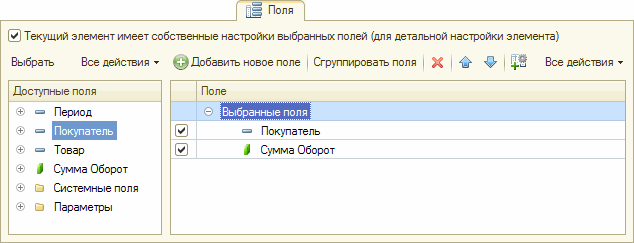 Поля
Текущий элемент имеет собственные настройки выбранных полей (для детальной настройки элемента)
Выбрать Все действия Добавить новое поле Сгруппировать поля Все действия
Доступные поля
Период
Покупатель
Товар
Сумма Оборот
Системные поля
Параметры
Поле
Выбранные поля
Покупатель
Сумма Оборот